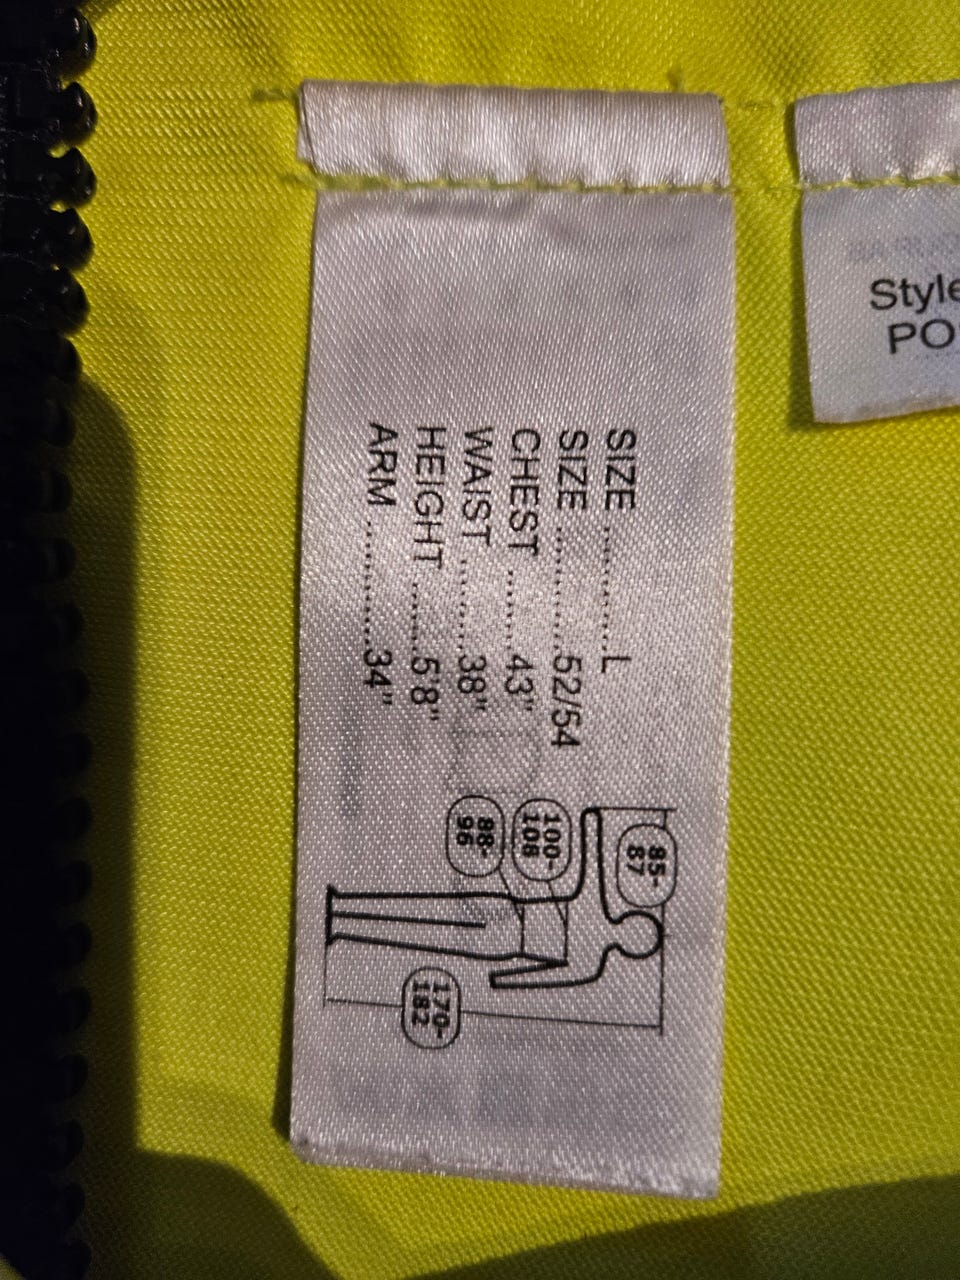 SIZE ............ L
SIZE ............ 52/54
CHEST ........ 43"
WAIST .......... 38"
HEIGHT ...... 5'8"
ARM ............ 34"
85-
87
100-
108
88-
96
170-
182
Style
PO